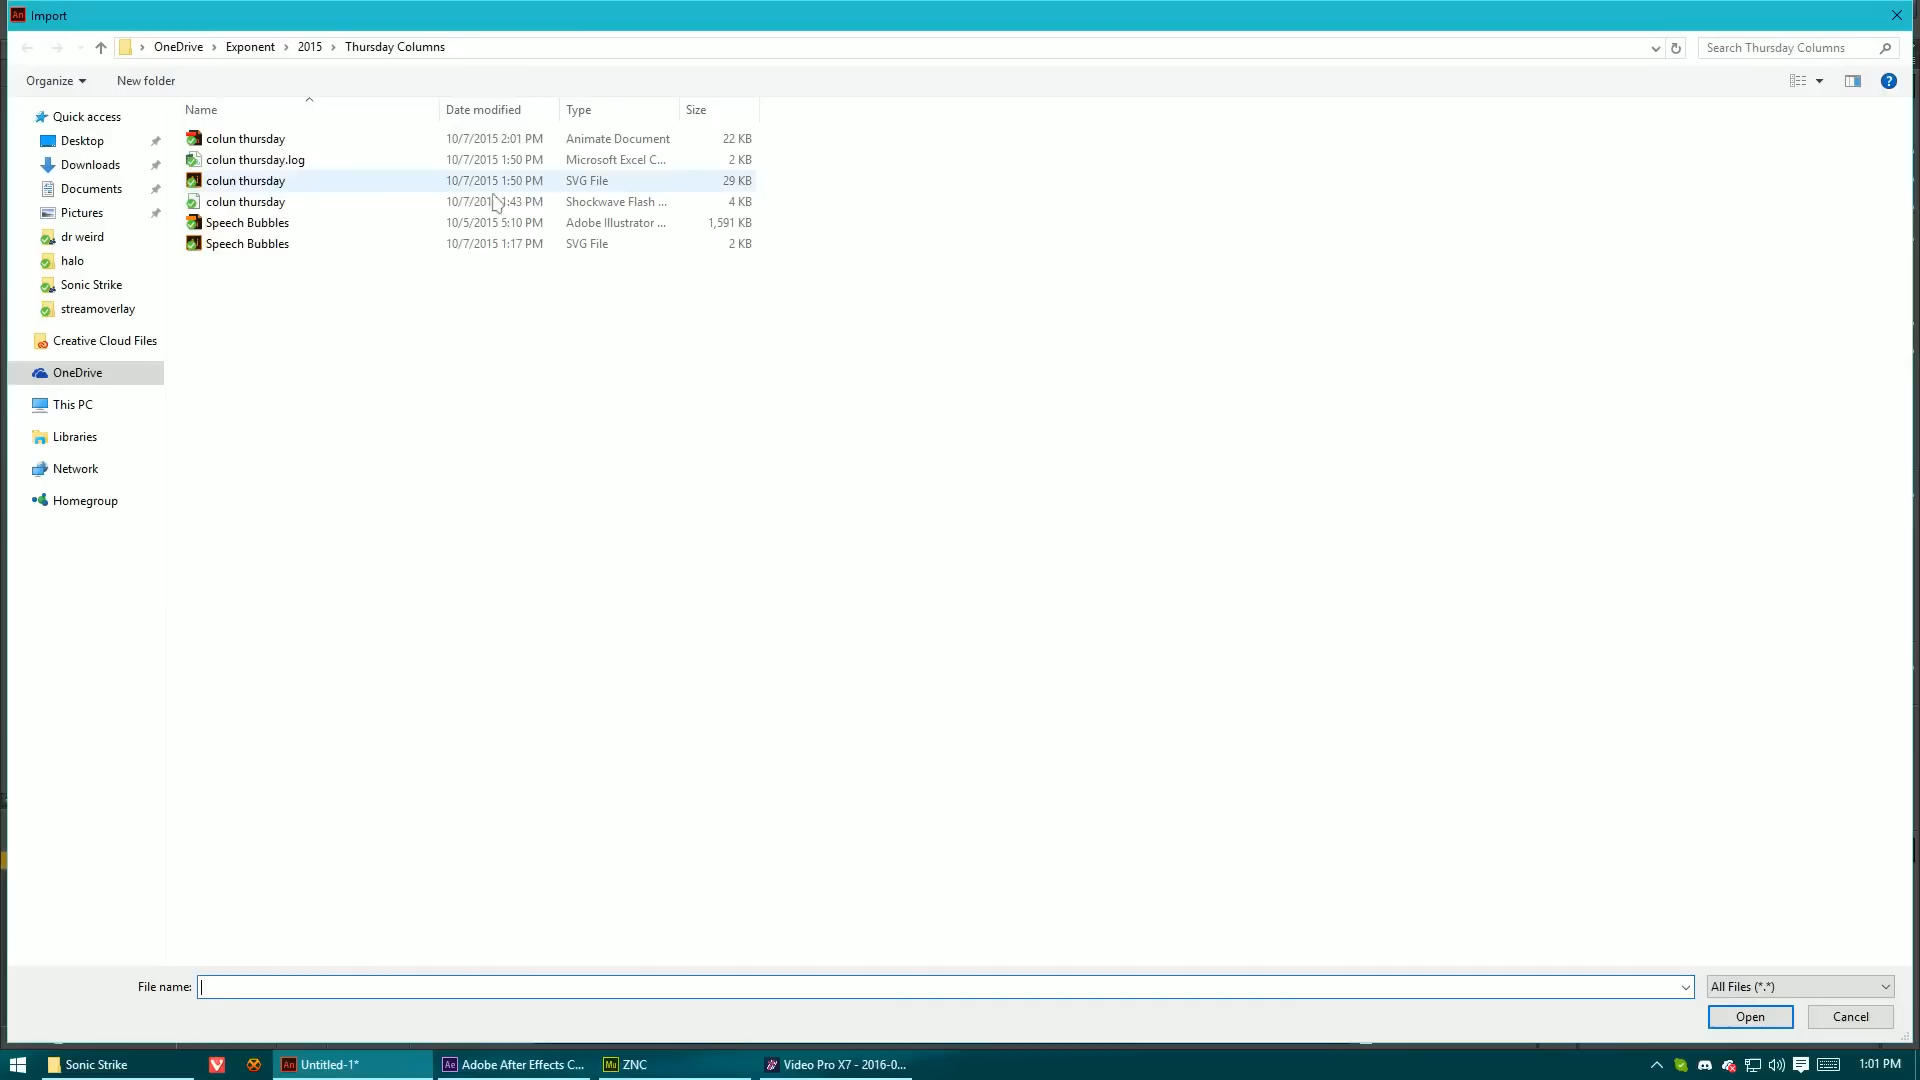 An Import
OneDrive > Exponent > 2015 > Thursday Columns
Search Thursday Columns
Organize
New folder
?
Name Date modified Type Size
Quick access
Desktop
Downloads
Documents
Pictures
dr weird
halo
Sonic Strike
streamoverlay
Creative Cloud Files
OneDrive
This PC
Libraries
Network
Homegroup
colun thursday 10/7/2015 2:01 PM Animate Document 22 KB
colun thursday.log 10/7/2015 1:50 PM Microsoft Excel C... 2 KB
colun thursday 10/7/2015 1:50 PM SVG File 29 KB
colun thursday :43 PM Shockwave Flash ... 4 KB
Speech Bubbles 10/5/2015 5:10 PM Adobe Illustrator ... 1,591 KB
Speech Bubbles 10/7/2015 1:17 PM SVG File 2 KB
File name:
All Files (*.*)
Open
Cancel
Sonic Strike
An Untitled-1*
Ae Adobe After Effects C...
Mu ZNC
Video Pro X7 - 2016-0...
1:01 PM